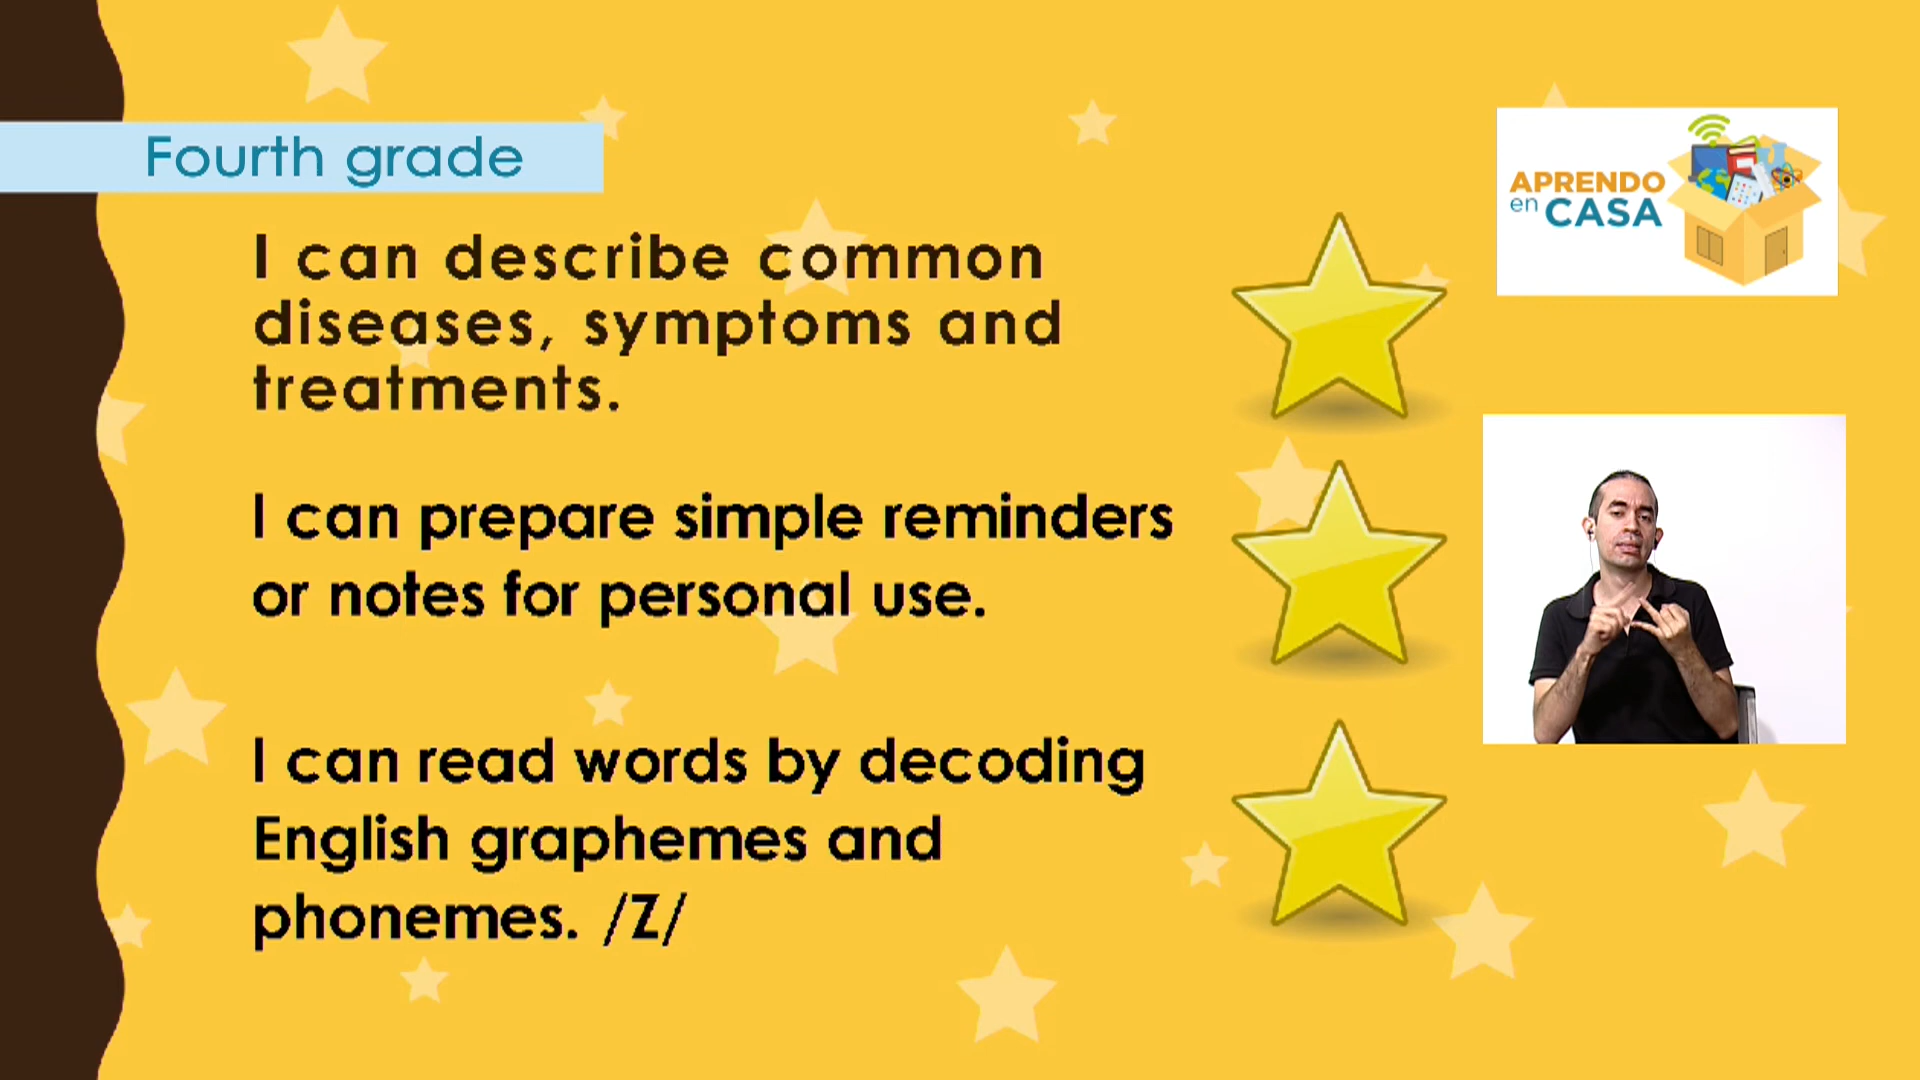 Fourth grade
I can describe common
diseases, symptoms and
treatments.
I can prepare simple reminders
or notes for personal use.
I can read words by decoding
English graphemes and
phonemes. /Z/
APRENDO
en CASA